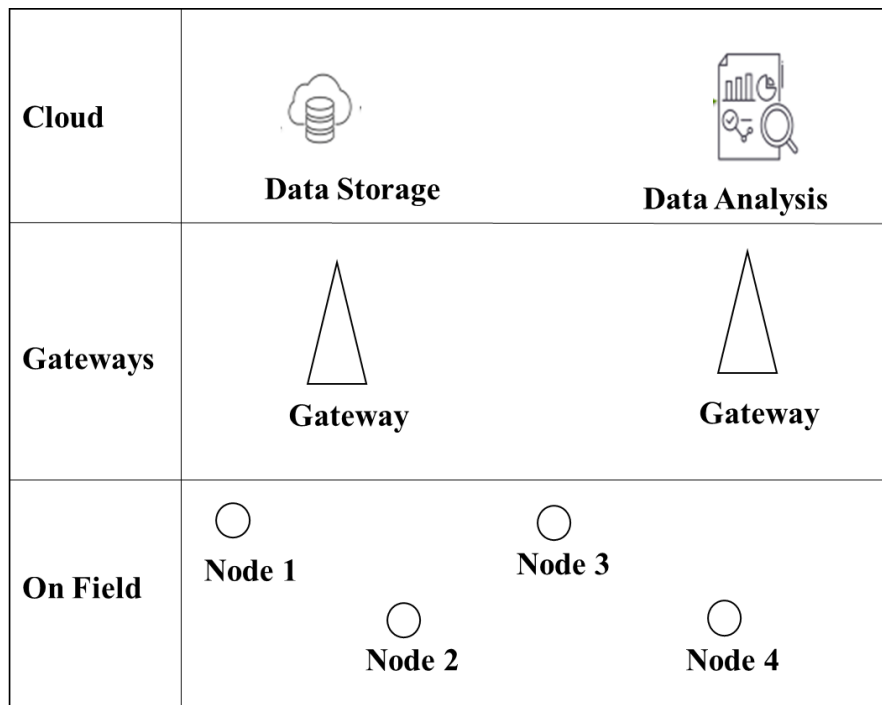 Cloud
Data Storage
Data Analysis
Gateways
Gateway
Gateway
On Field
Node 1
Node 3
Node 2
Node 4